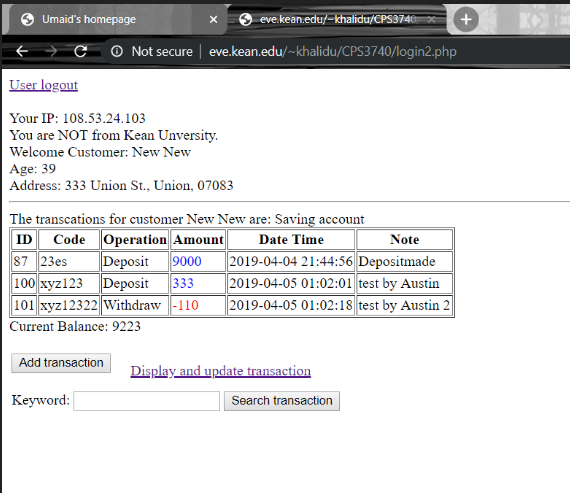 Umaid's homepage
eve.kean.edu/~khalidu/CPS3740
Not secure eve.kean.edu/~khalidu/CPS3740/login2.php
User logout
Your IP: 108.53.24.103
You are NOT from Kean Unversity.
Welcome Customer: New New
Age: 39
Address: 333 Union St., Union, 07083
The transcations for customer New New are: Saving account
ID Code Operation Amount Date Time Note
87 23es Deposit 9000 2019-04-04 21:44:56 Depositmade
100 xyz123 Deposit 333 2019-04-05 01:02:01 test by Austin
101 xyz12322 Withdraw -110 2019-04-05 01:02:18 test by Austin 2
Current Balance: 9223
Add transaction Display and update transaction
Keyword: Search transaction